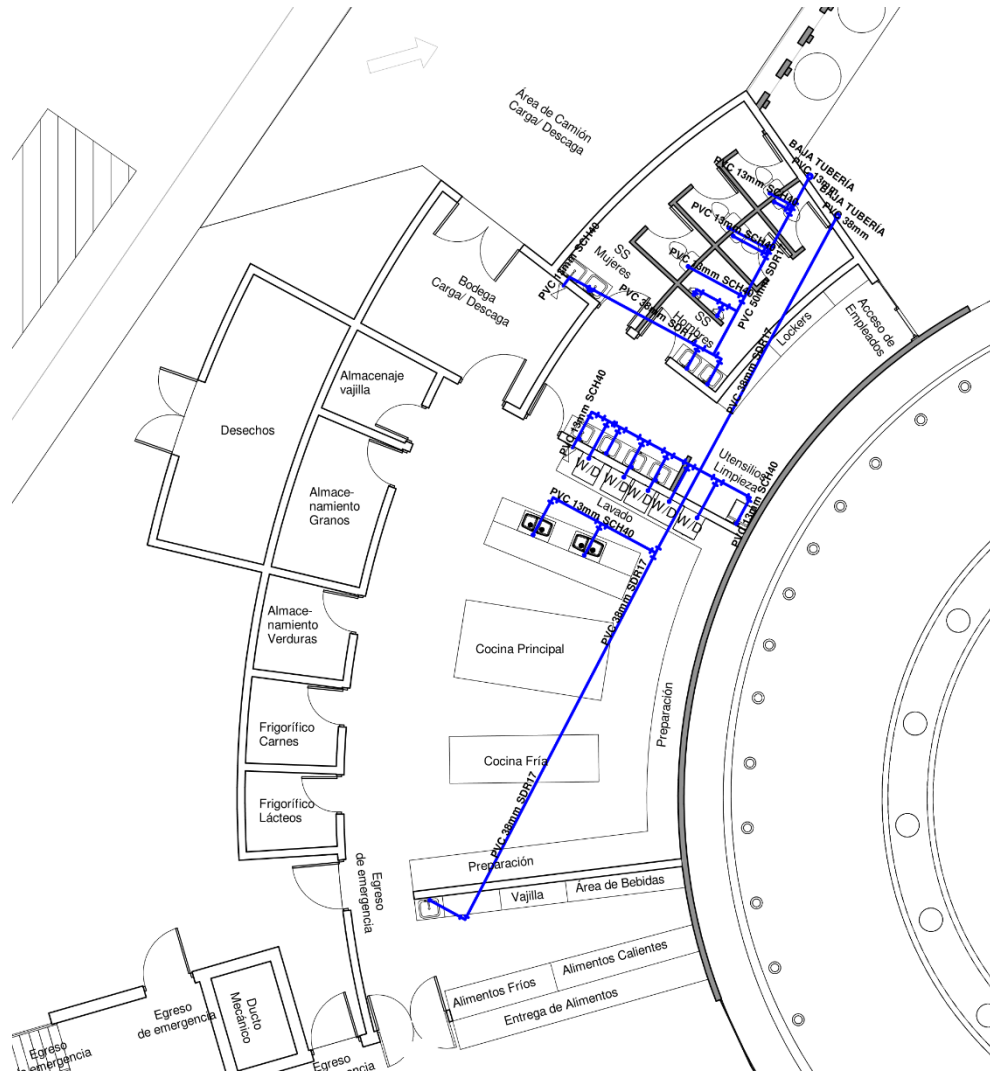 Área de Camión
Carga/ Descaga
BAJA TUBERÍA
PVC 13mm
BAJA TUBERÍA
PVC 38mm
PVC 13mm SCH40
PVC 13mm SCH40
PVC 13mm SCH40
PVC 50mm SDR17
SS
Mujeres
SS
Hombres
PVC 13mm SCH40
PVC 38mm SDR17
Bodega
Carga/ Descaga
Lockers
Acceso de
Empleados
PVC 38mm SDR17
Almacenaje
vajilla
Desechos
PVC 13mm SCH40
Utensilios
Limpieza
PVC 13mm SCH40
W/D
W/D
W/D
W/D
W/D
Lavado
PVC 13mm SCH40
Almace-
namiento
Granos
PVC 38mm SDR17
Almace-
namiento
Verduras
Cocina Principal
Preparación
Frigorífico
Carnes
Cocina Fría
Frigorífico
Lácteos
PVC 38mm SDR17
Preparación
Egreso
de emergencia
Vajilla
Área de Bebidas
Alimentos Fríos
Alimentos Calientes
Entrega de Alimentos
Ducto
Mecánico
Egreso
de emergencia
Egreso
de emergencia
Egreso